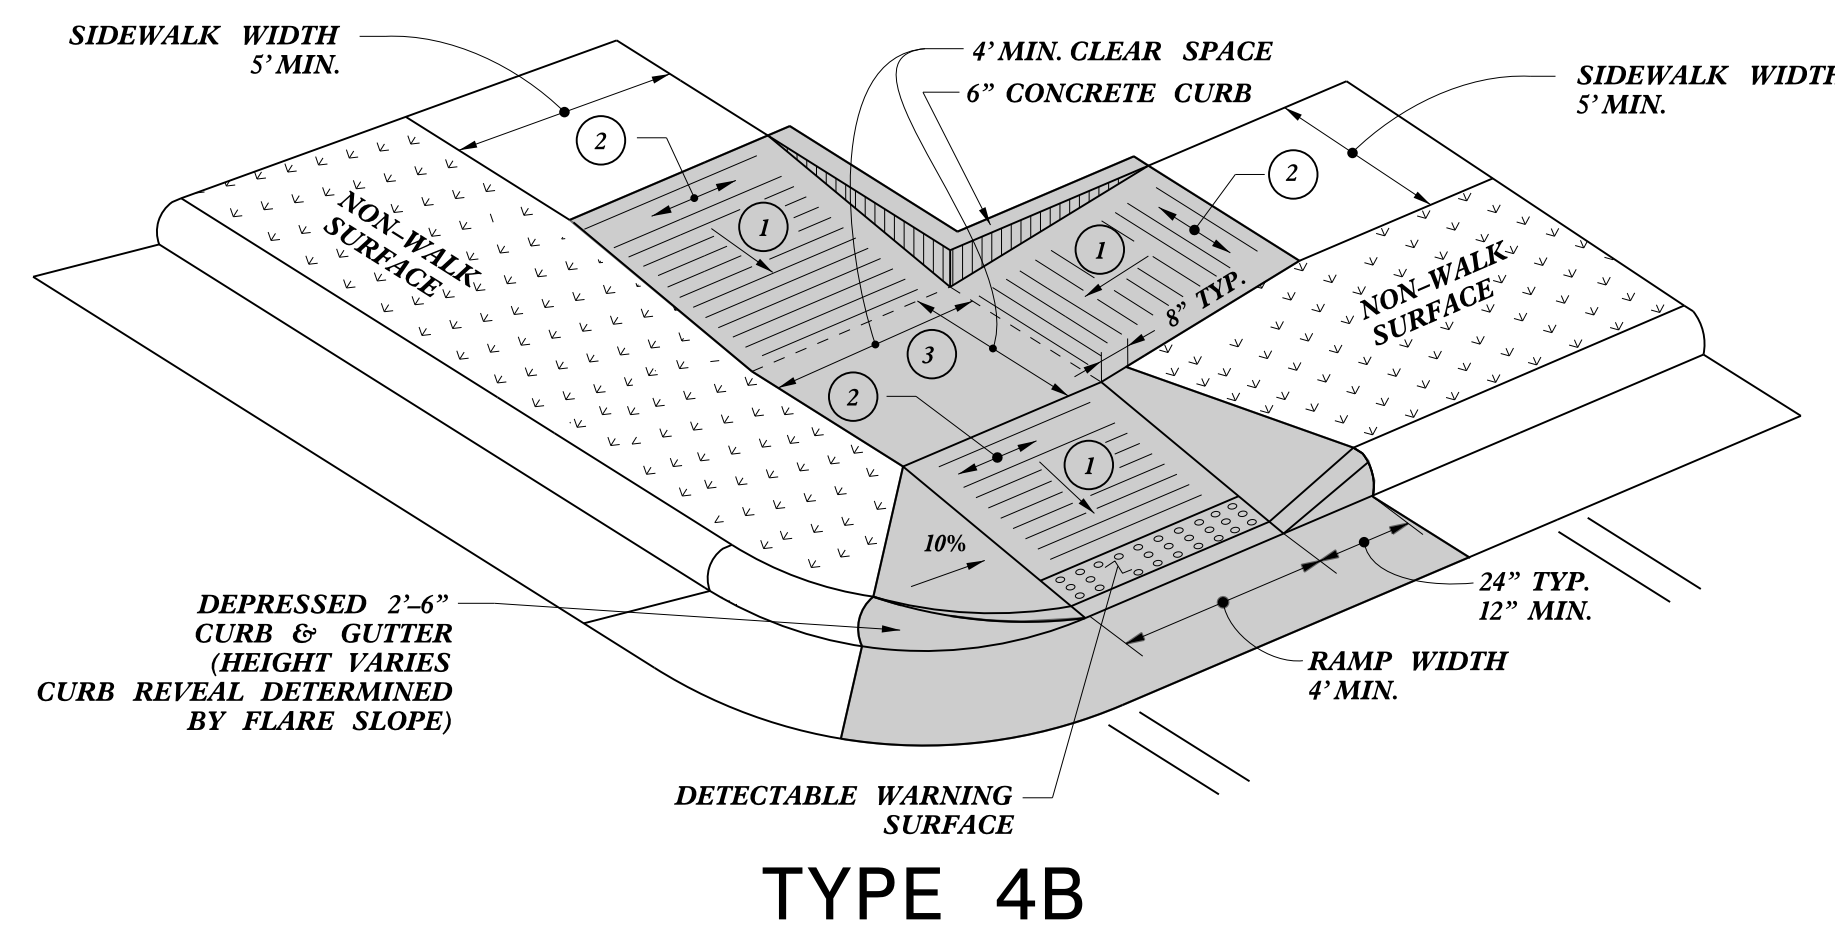 SIDEWALK WIDTH
5' MIN.
4' MIN. CLEAR SPACE
6" CONCRETE CURB
SIDEWALK WIDTH
5' MIN.
2
2
1
1
NON-WALK
SURFACE
NON-WALK
SURFACE
8" TYP.
3
2
1
10%
DEPRESSED 2'-6"
CURB & GUTTER
(HEIGHT VARIES
CURB REVEAL DETERMINED
BY FLARE SLOPE)
24" TYP.
12" MIN.
RAMP WIDTH
4' MIN.
DETECTABLE WARNING
SURFACE
TYPE 4B